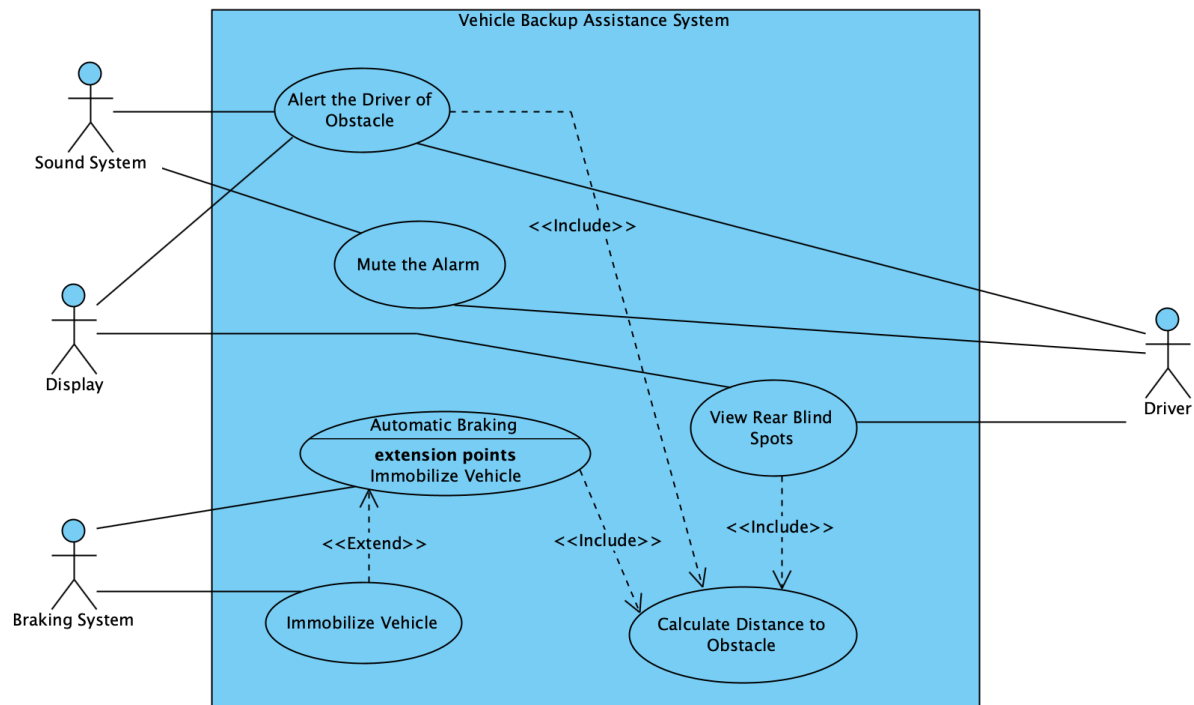 Vehicle Backup Assistance System
Alert the Driver of
Obstacle
Sound System
<<Include>>
Mute the Alarm
Display
Driver
View Rear Blind
Spots
Automatic Braking
extension points
Immobilize Vehicle
<<Include>>
<<Extend>>
<<Include>>
Braking System
Immobilize Vehicle
Calculate Distance to
Obstacle